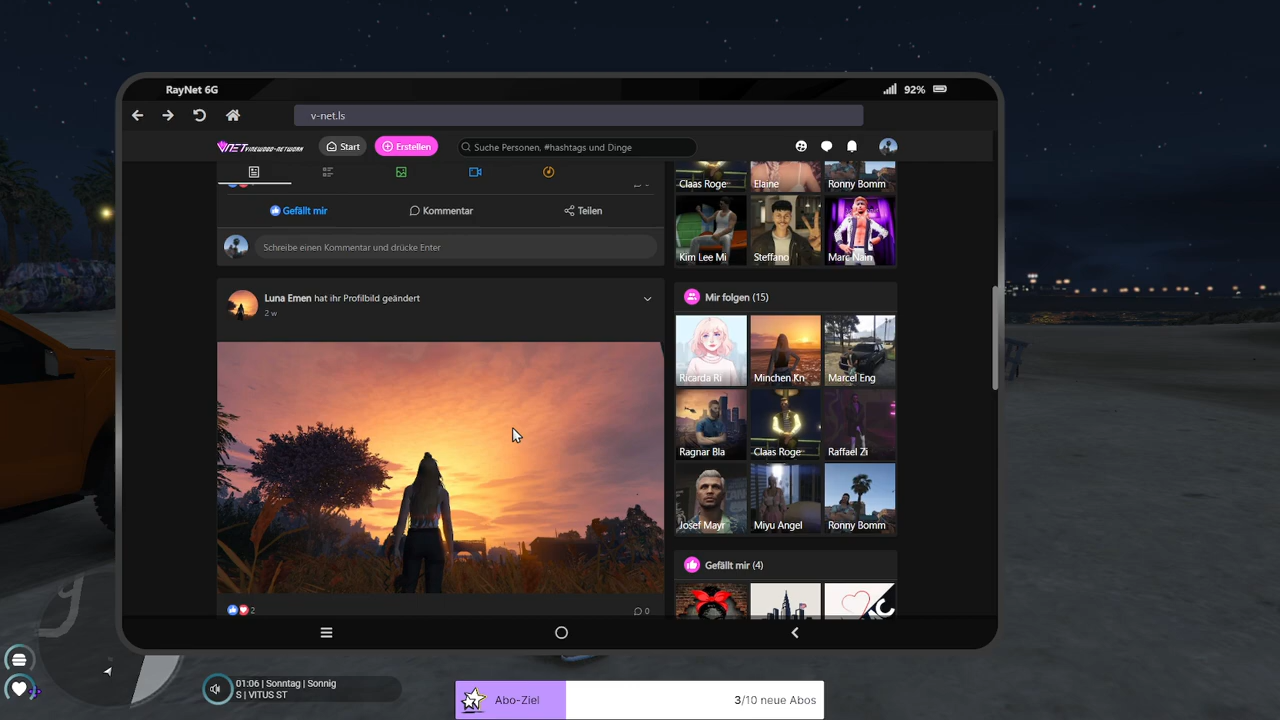 RayNet 6G
92%
v-net.ls
VNET VINEWOOD-NETWORK
Start
Erstellen
Suche Personen, #hashtags und Dinge
Claas Roge
Elaine
Ronny Bomm
Gefällt mir
Kommentar
Teilen
Kim Lee Mi
Steffano
Marc Nain
Schreibe einen Kommentar und drücke Enter
Luna Emen hat ihr Profilbild geändert
2 w
Mir folgen (15)
Ricarda Ri
Minchen Kn
Marcel Eng
Ragnar Bla
Claas Roge
Raffael Zi
Josef Mayr
Miyu Angel
Ronny Bomm
Gefällt mir (4)
2
0
01:06 | Sonntag | Sonnig
S | VITUS ST
Abo-Ziel
3/10 neue Abos